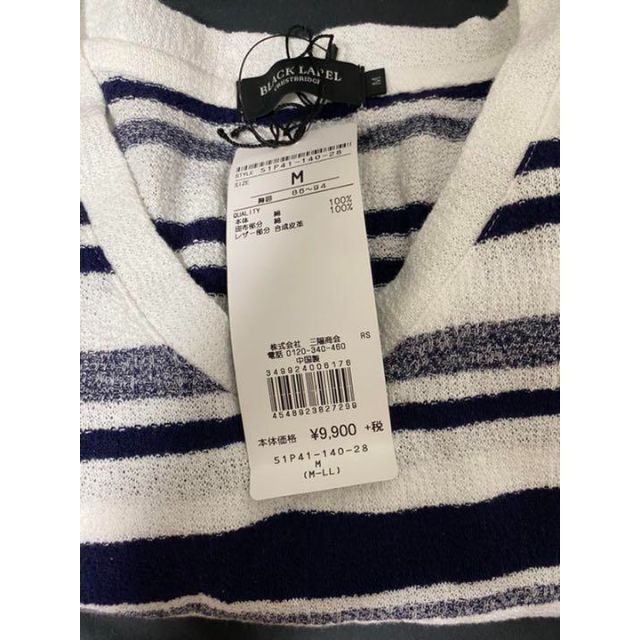 BLACK LABEL
CRESTBRIDGE
M
STYLE 51P41-140-28
SIZE M
胸囲 86～94
QUALITY
本体 綿 100%
別布部分 綿 100%
レザー部分 合成皮革
株式会社 三陽商会 RS
電話 0120-340-460
中国製
349924006176
4548923827299
本体価格 ¥9,900 +税
51P41-140-28
M
(M-LL)